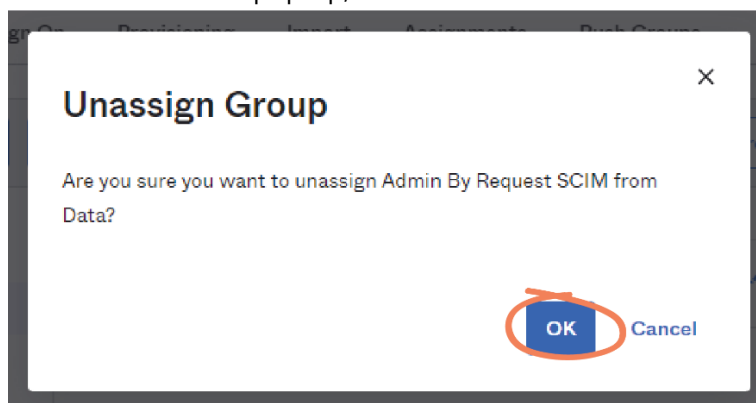 Unassign Group
Are you sure you want to unassign Admin By Request SCIM from
Data?
OK Cancel